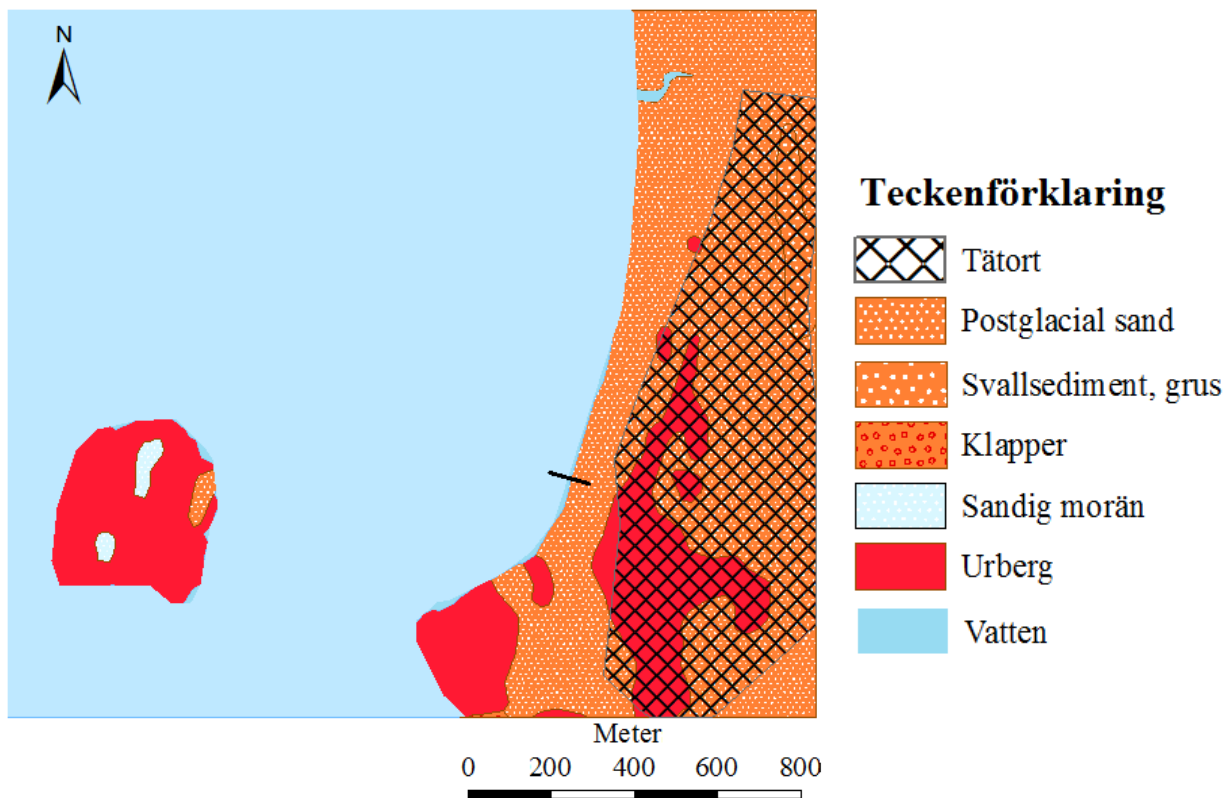 N
Teckenförklaring
Tätort
Postglacial sand
Svallsediment, grus
Klapper
Sandig morän
Urberg
Vatten
Meter
0 200 400 600 800